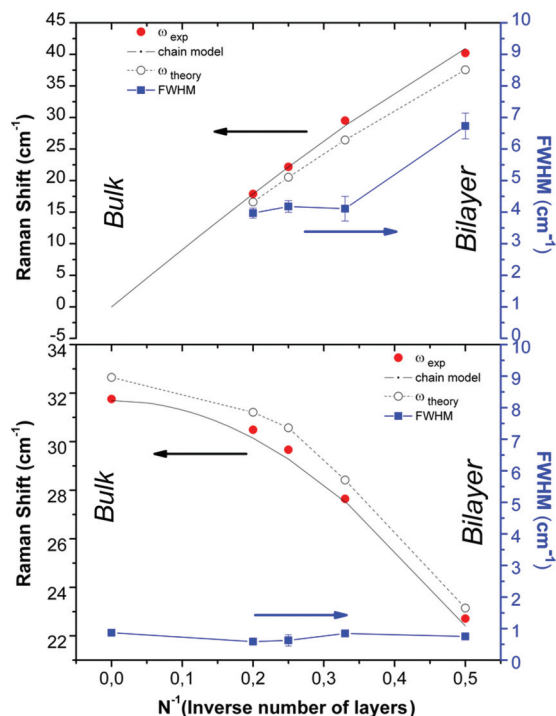 45
40
35
30
25
20
15
10
5
0
-5
Raman Shift (cm-1)
ω exp
chain model
ω theory
FWHM
Bulk
Bilayer
10
9
8
7
6
5
4
3
2
1
0
FWHM (cm-1)
34
32
30
28
26
24
22
Raman Shift (cm-1)
ω exp
chain model
ω theory
FWHM
Bulk
Bilayer
10
9
8
7
6
5
4
3
2
1
0
FWHM (cm-1)
0,0 0,1 0,2 0,3 0,4 0,5
N-1(Inverse number of layers)